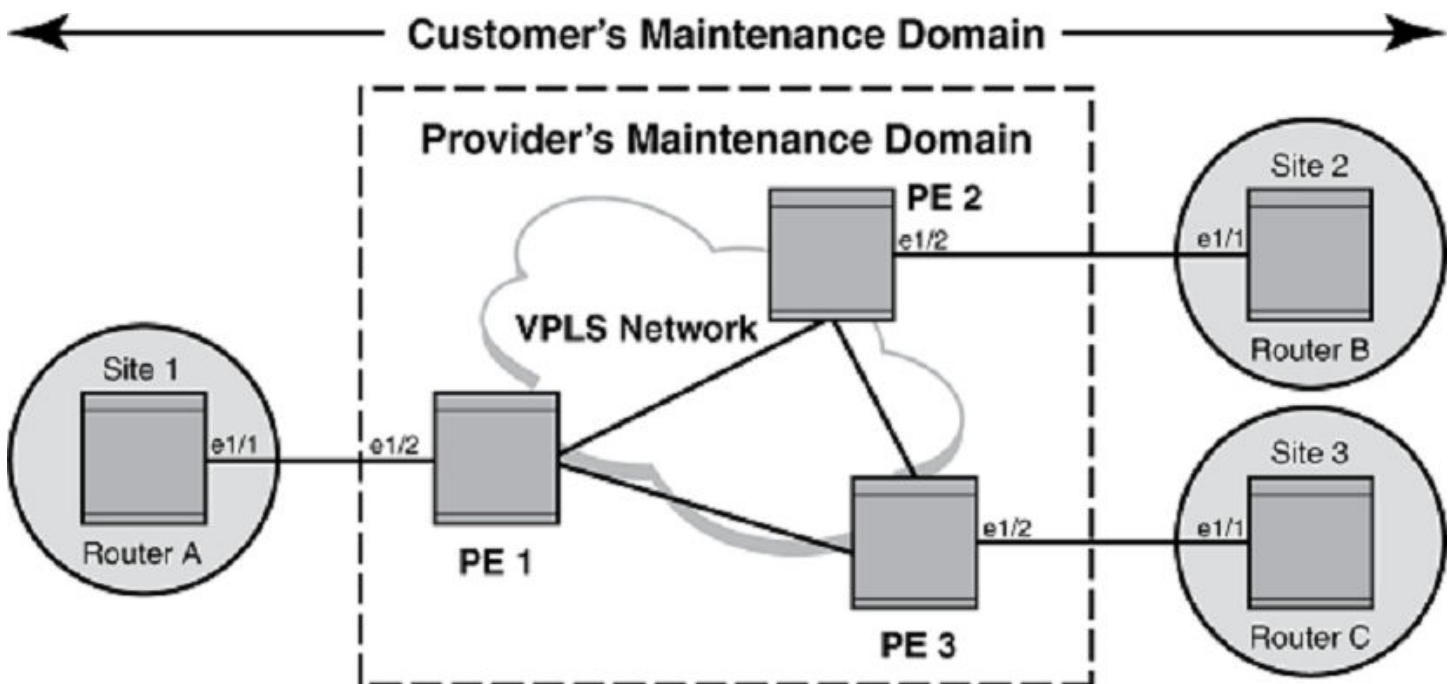 Customer's Maintenance Domain
Provider's Maintenance Domain
PE 2
e1/2
Site 2
e1/1
Router B
VPLS Network
Site 1
e1/1
Router A
e1/2
PE 1
Site 3
e1/2
e1/1
PE 3
Router C